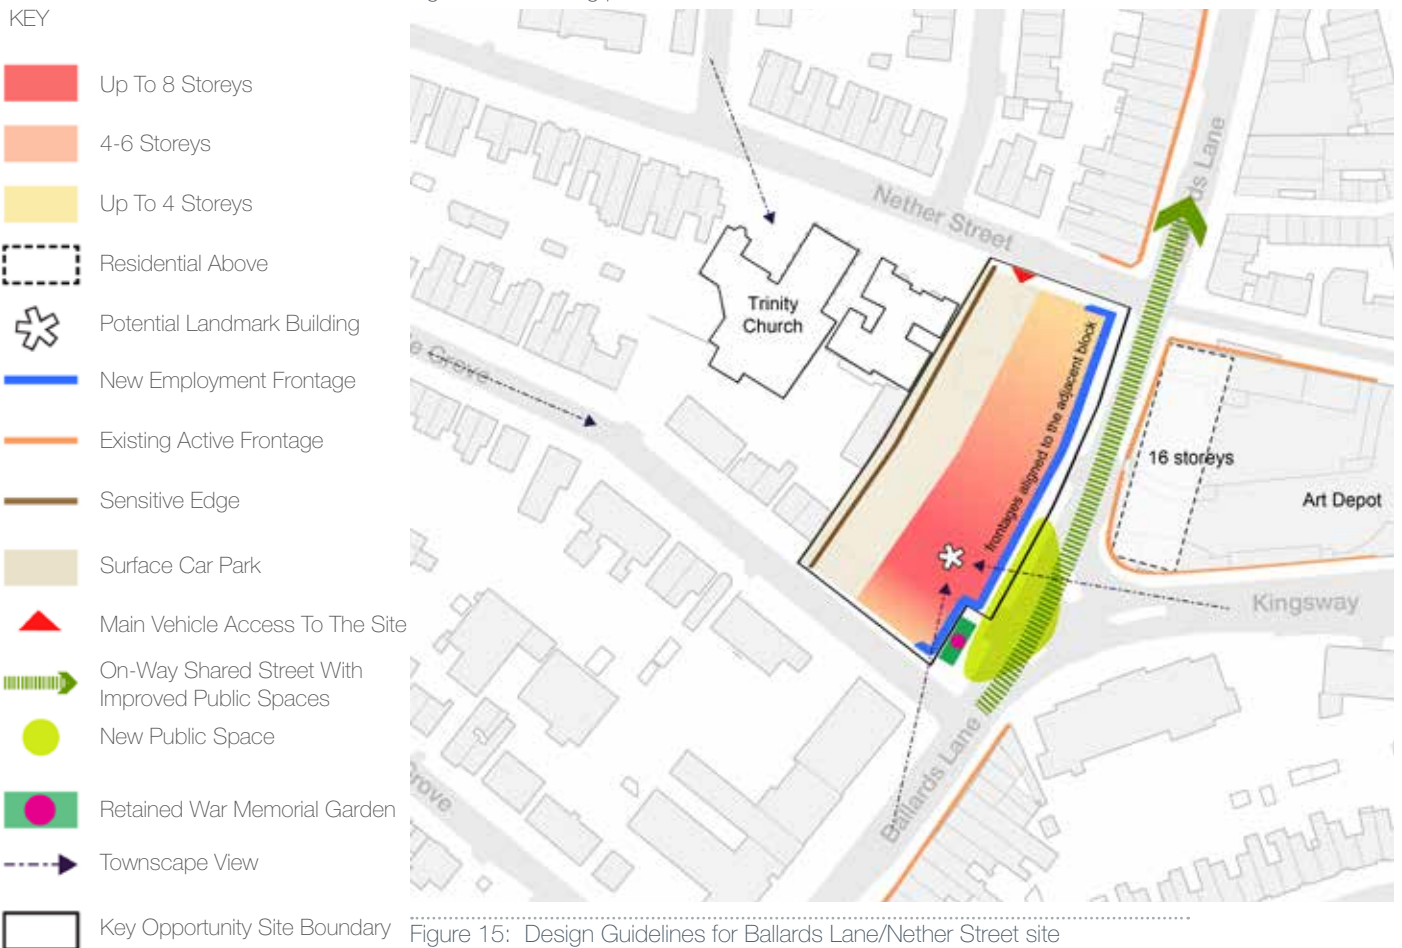 KEY
Up To 8 Storeys
4-6 Storeys
Up To 4 Storeys
Residential Above
Potential Landmark Building
New Employment Frontage
Existing Active Frontage
Sensitive Edge
Surface Car Park
Main Vehicle Access To The Site
On-Way Shared Street With
Improved Public Spaces
New Public Space
Retained War Memorial Garden
Townscape View
Key Opportunity Site Boundary
Nether Street
ds Lane
Trinity
Church
e Grove
frontages aligned to the adjacent block
16 storeys
Art Depot
Kingsway
Ballards Lane
rove
Figure 15: Design Guidelines for Ballards Lane/Nether Street site